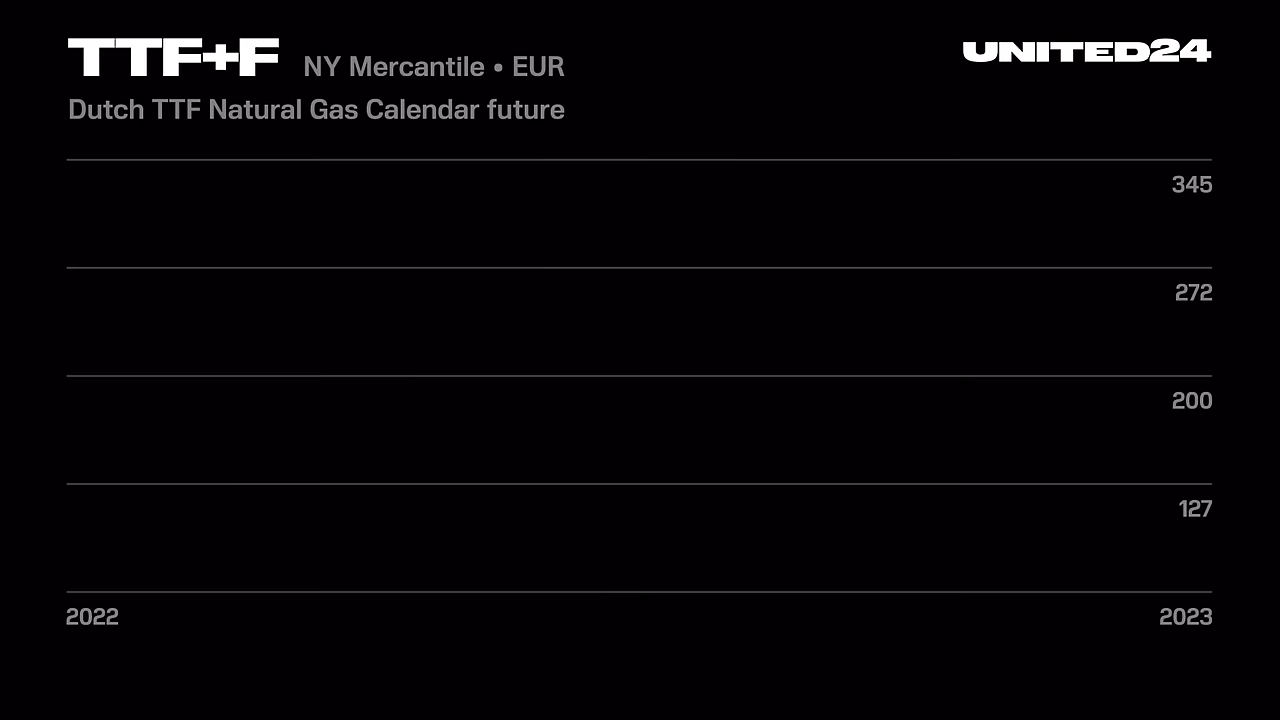 TTF+F NY Mercantile • EUR
UNITED24
Dutch TTF Natural Gas Calendar future
345
272
200
127
2022 2023